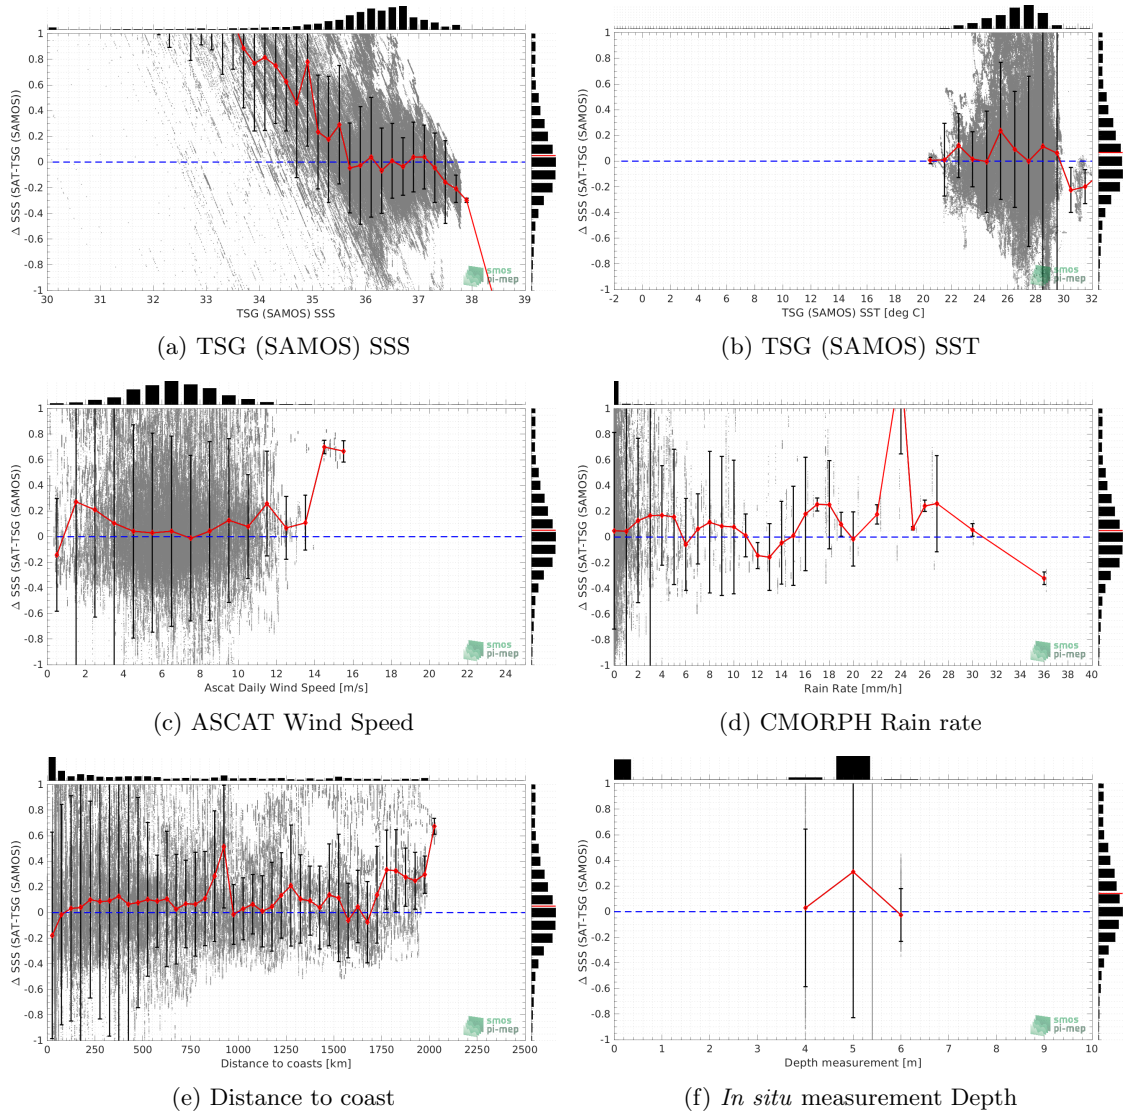 1
0.8
0.6
0.4
0.2
0
-0.2
-0.4
-0.6
-0.8
-1
Δ SSS (SAT-TSG (SAMOS))
30 31 32 33 34 35 36 37 38 39
TSG (SAMOS) SSS
smos
pi-mep
(a) TSG (SAMOS) SSS
1
0.8
0.6
0.4
0.2
0
-0.2
-0.4
-0.6
-0.8
-1
Δ SSS (SAT-TSG (SAMOS))
-2 0 2 4 6 8 10 12 14 16 18 20 22 24 26 28 30 32
TSG (SAMOS) SST [deg C]
smos
pi-mep
(b) TSG (SAMOS) SST
1
0.8
0.6
0.4
0.2
0
-0.2
-0.4
-0.6
-0.8
-1
Δ SSS (SAT-TSG (SAMOS))
0 2 4 6 8 10 12 14 16 18 20 22 24
Ascat Daily Wind Speed [m/s]
smos
pi-mep
(c) ASCAT Wind Speed
1
0.8
0.6
0.4
0.2
0
-0.2
-0.4
-0.6
-0.8
-1
Δ SSS (SAT-TSG (SAMOS))
0 2 4 6 8 10 12 14 16 18 20 22 24 26 28 30 32 34 36 38 40
Rain Rate [mm/h]
smos
pi-mep
(d) CMORPH Rain rate
1
0.8
0.6
0.4
0.2
0
-0.2
-0.4
-0.6
-0.8
-1
Δ SSS (SAT-TSG (SAMOS))
0 250 500 750 1000 1250 1500 1750 2000 2250 2500
Distance to coasts [km]
smos
pi-mep
(e) Distance to coast
1
0.8
0.6
0.4
0.2
0
-0.2
-0.4
-0.6
-0.8
-1
Δ SSS (SAT-TSG (SAMOS))
0 1 2 3 4 5 6 7 8 9 10
Depth measurement [m]
smos
pi-mep
(f) In situ measurement Depth